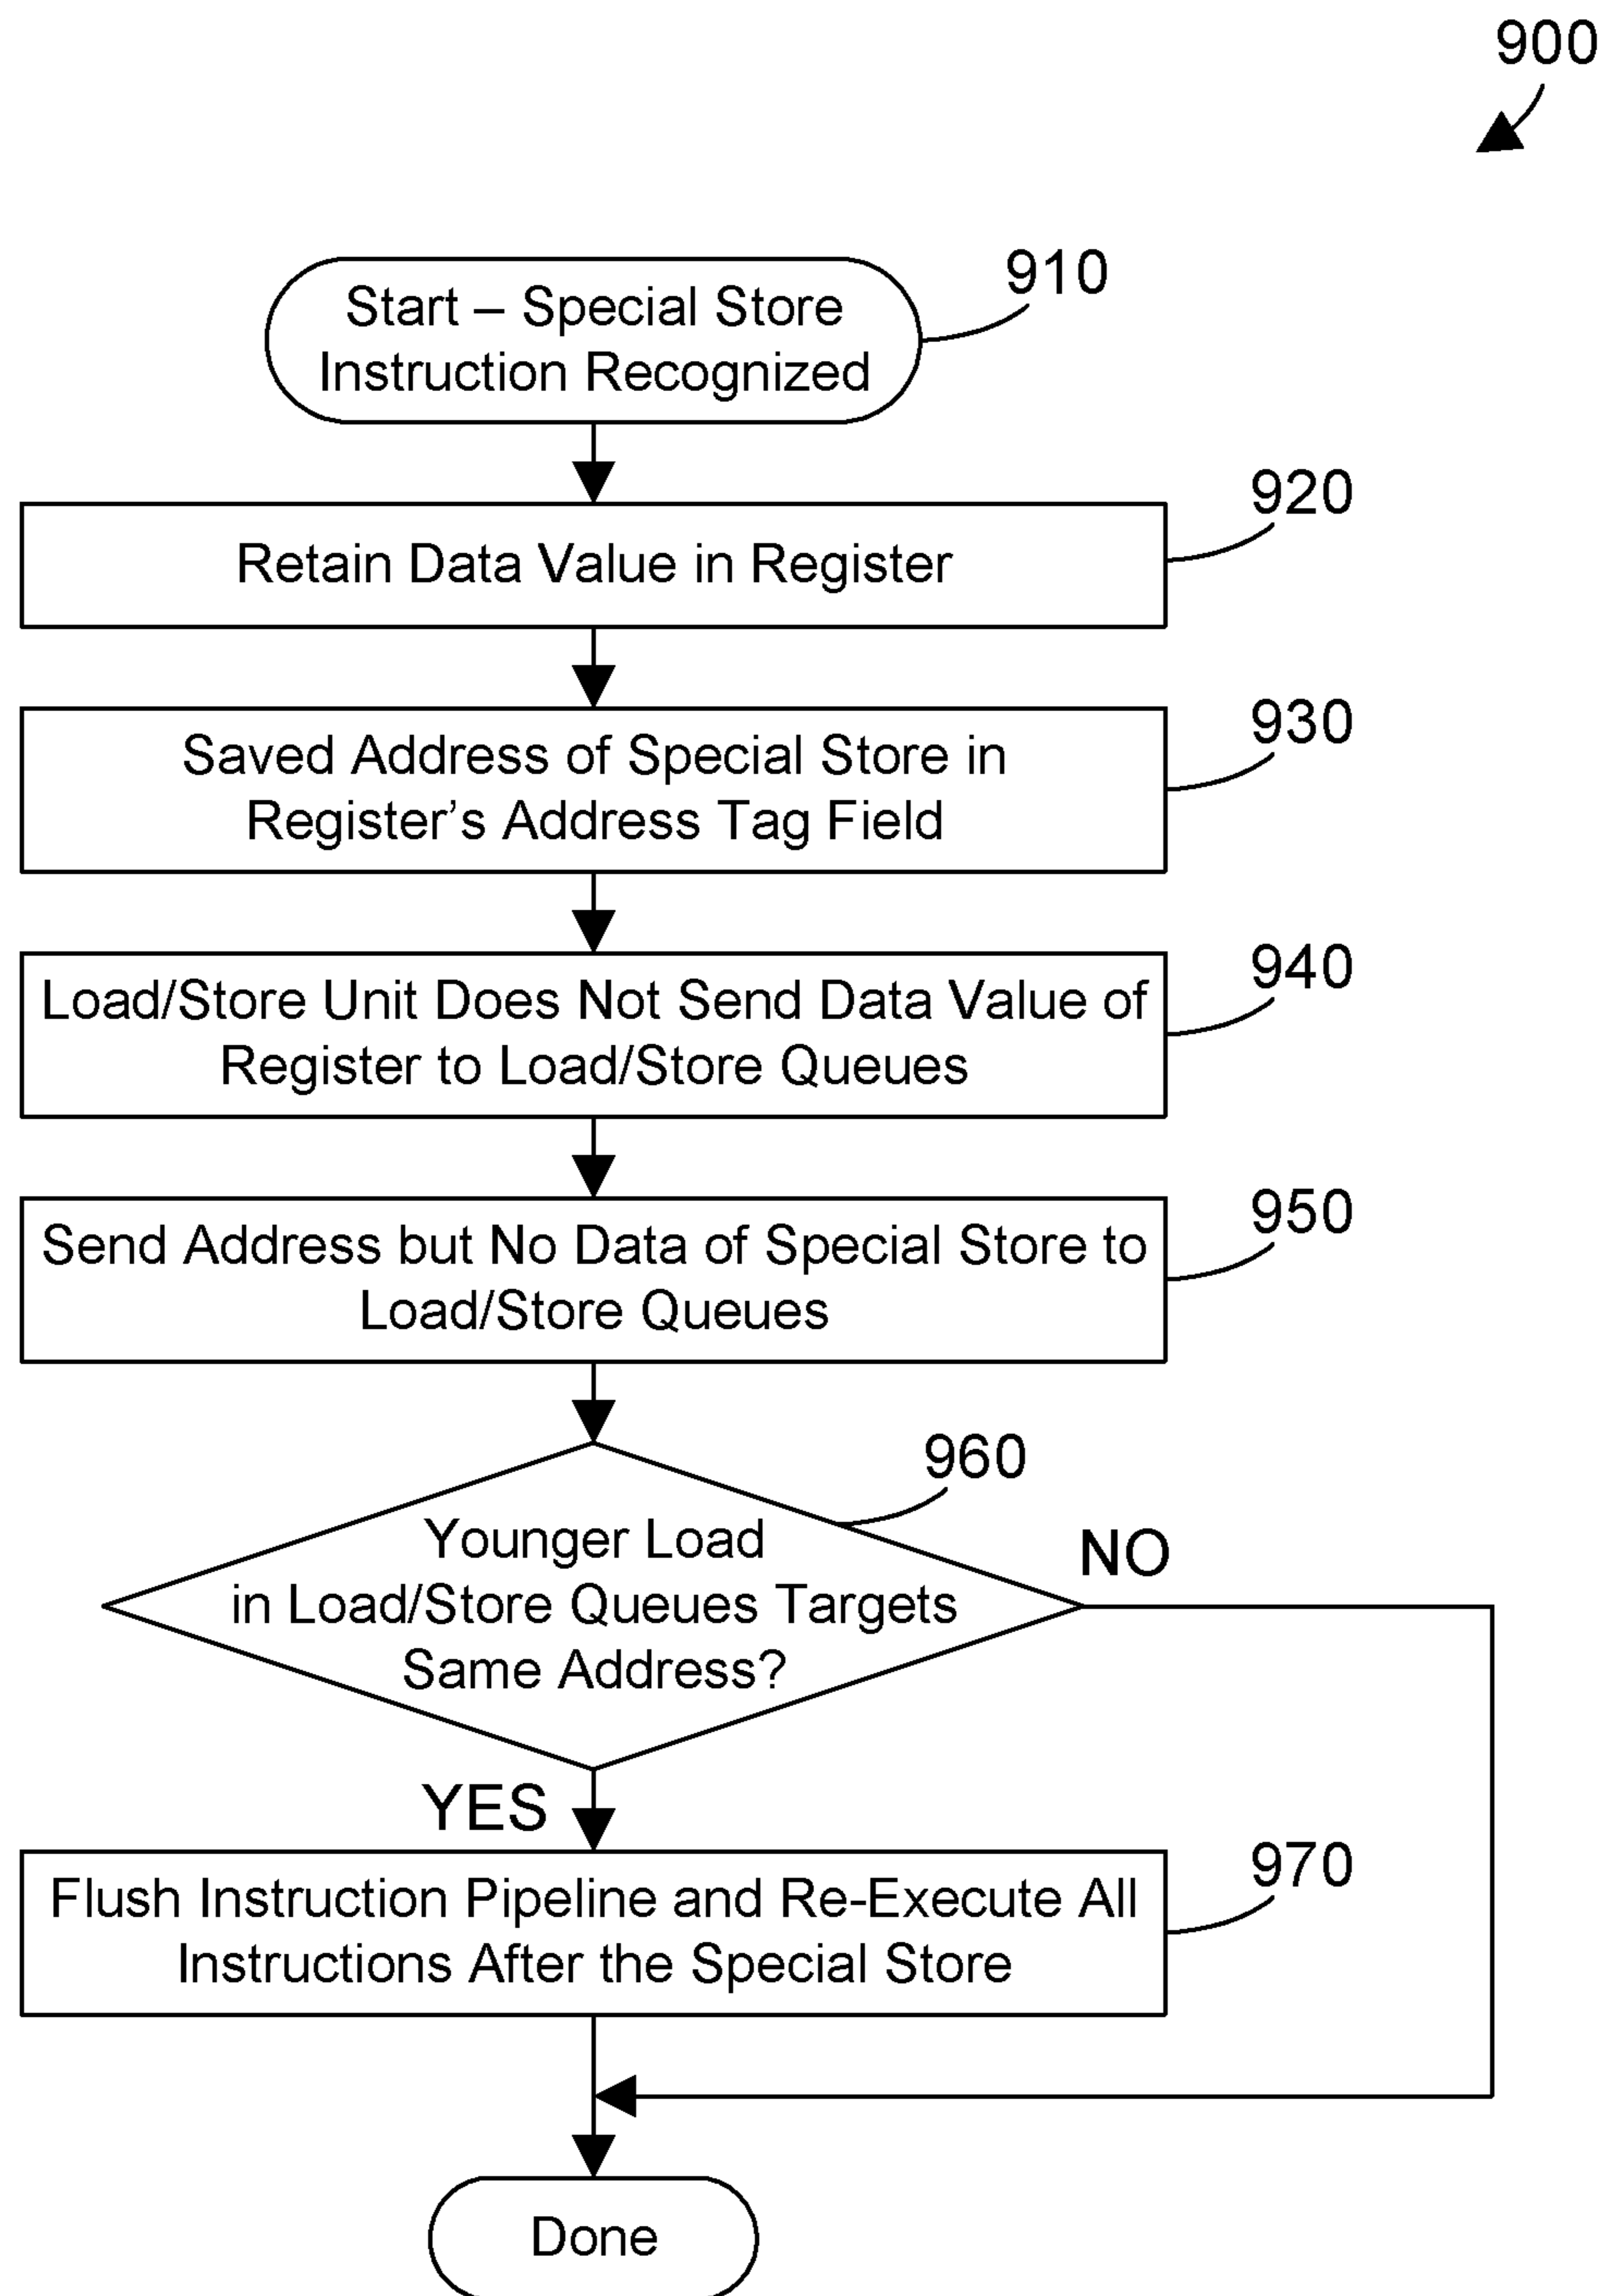 900
910
Start – Special Store
Instruction Recognized
920
Retain Data Value in Register
930
Saved Address of Special Store in
Register's Address Tag Field
940
Load/Store Unit Does Not Send Data Value of
Register to Load/Store Queues
950
Send Address but No Data of Special Store to
Load/Store Queues
960
Younger Load
in Load/Store Queues Targets
Same Address?
NO
YES
970
Flush Instruction Pipeline and Re-Execute All
Instructions After the Special Store
Done